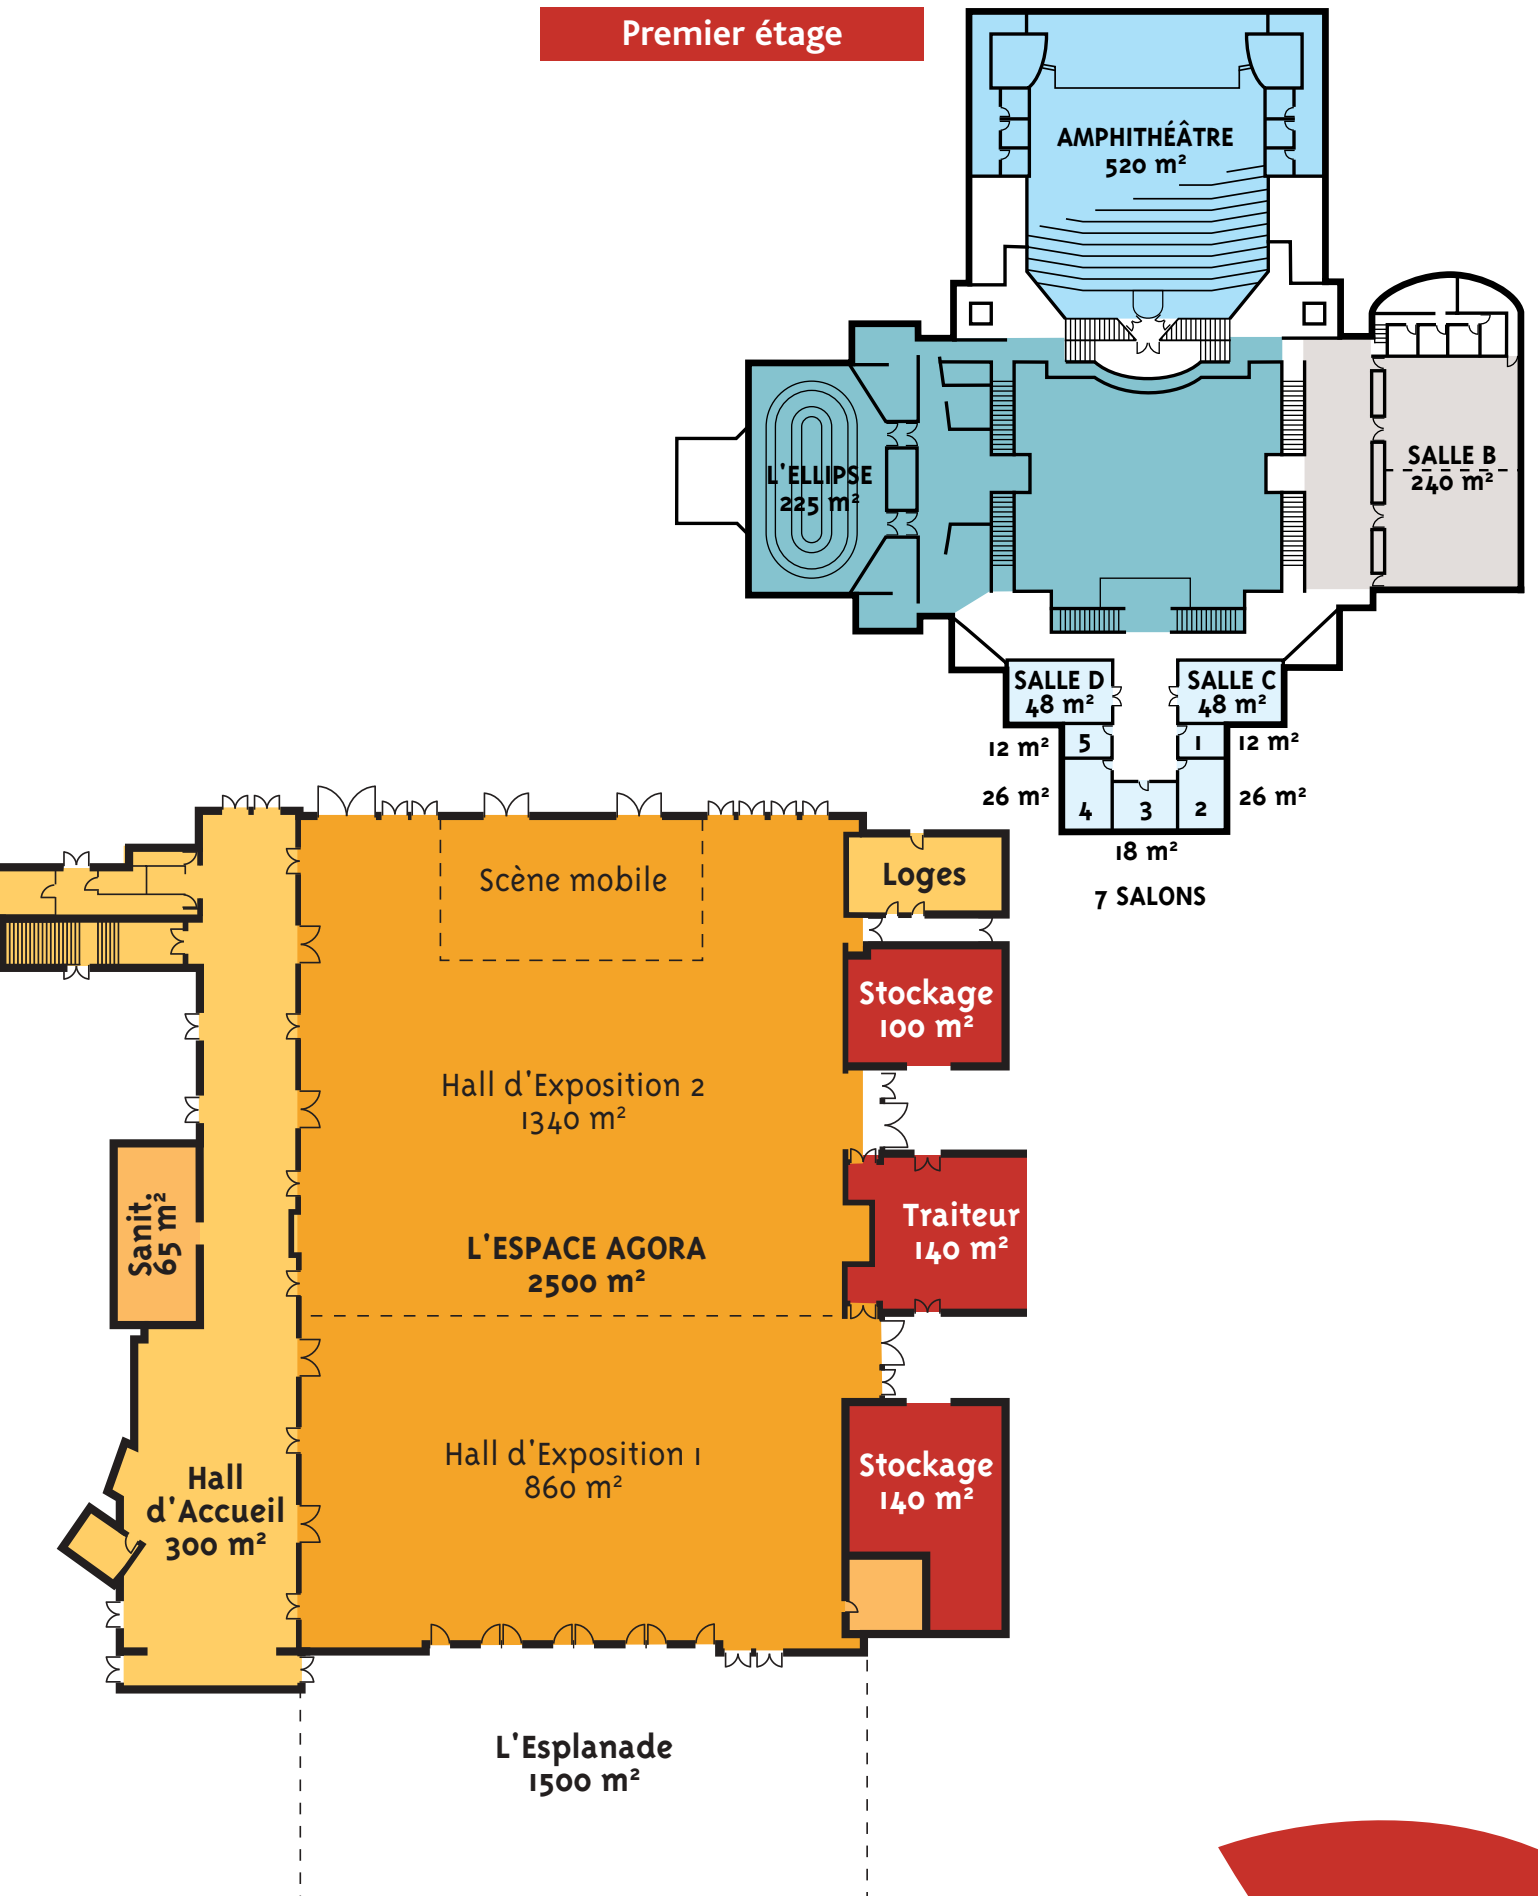 Premier étage
AMPHITHÉÂTRE
520 m²
L'ELLIPSE
225 m²
SALLE B
240 m²
SALLE D
48 m²
SALLE C
48 m²
12 m²
5
1
12 m²
26 m²
4
3
2
26 m²
18 m²
7 SALONS
Scène mobile
Loges
Stockage
100 m²
Hall d'Exposition 2
1340 m²
Sanit.
65 m²
Traiteur
140 m²
L'ESPACE AGORA
2500 m²
Hall d'Exposition 1
860 m²
Stockage
140 m²
Hall
d'Accueil
300 m²
L'Esplanade
1500 m²